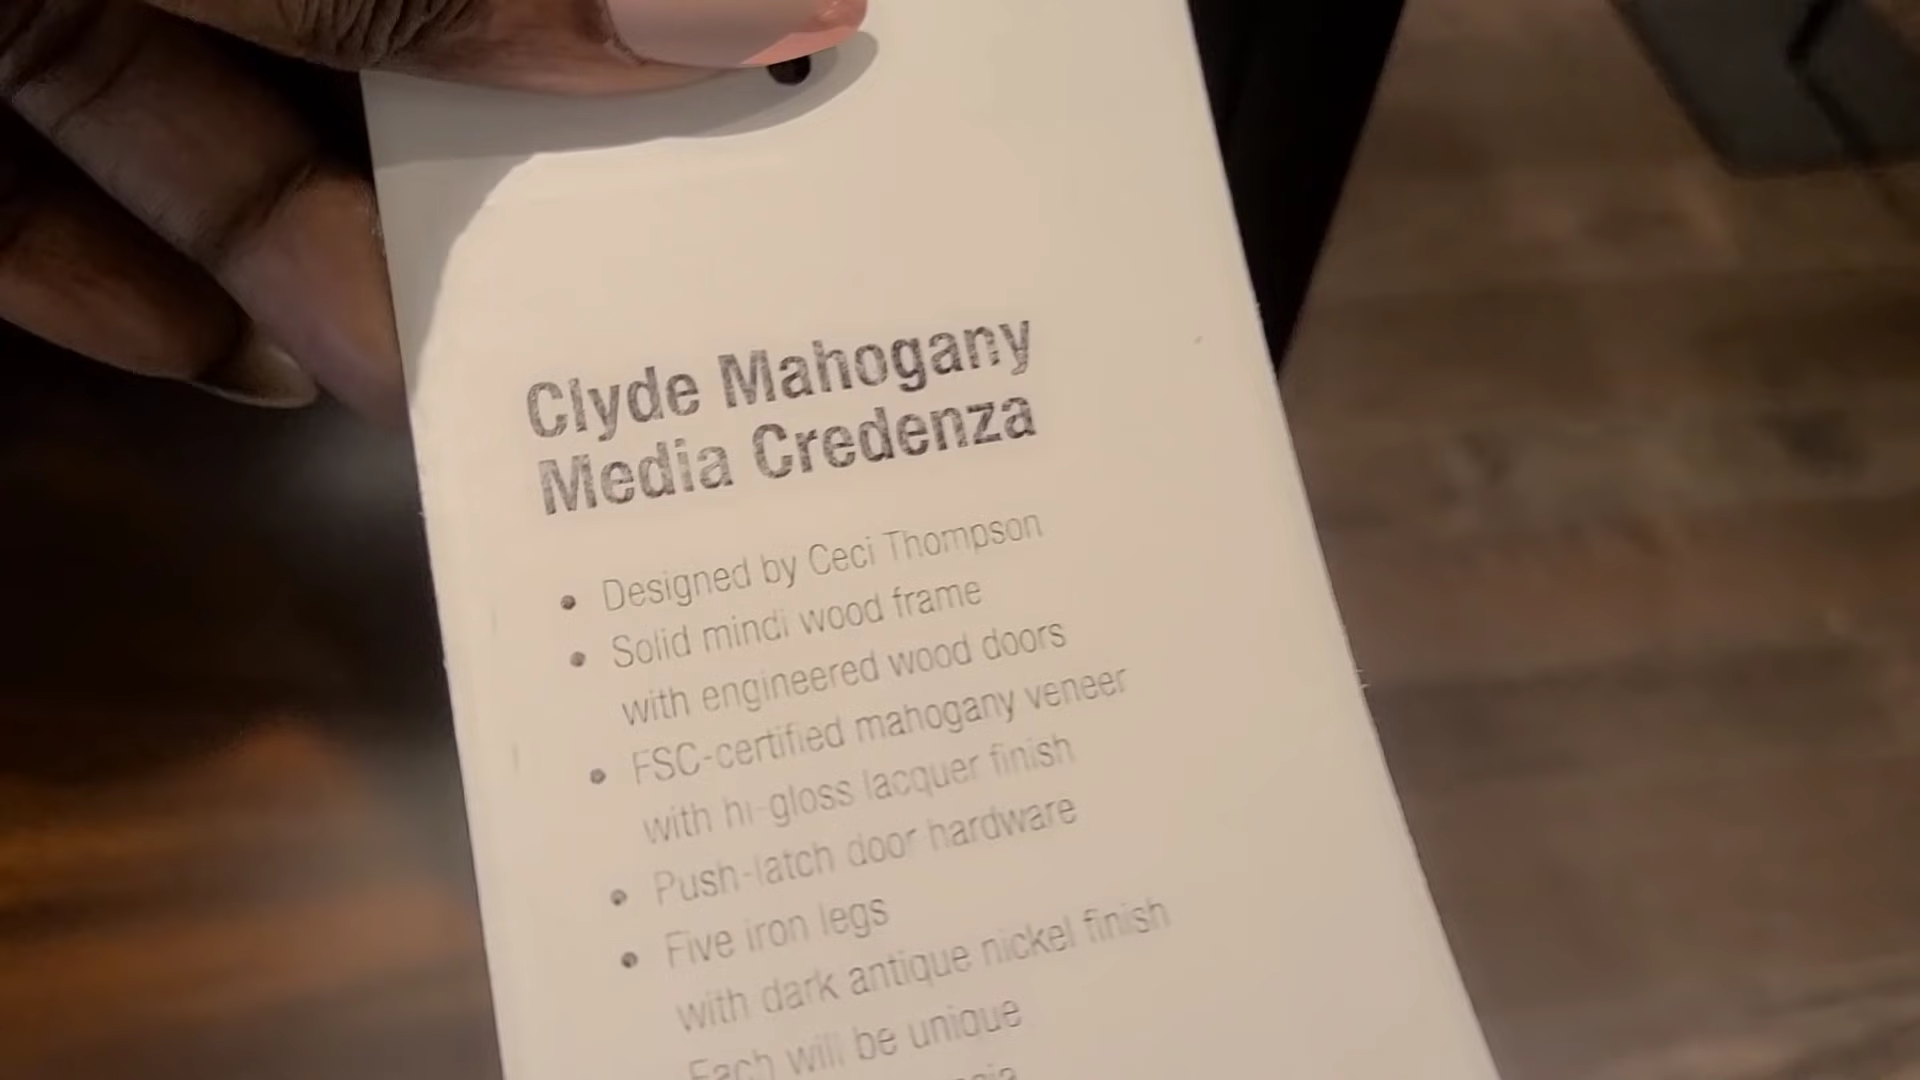 Clyde Mahogany
Media Credenza
• Designed by Ceci Thompson
• Solid mindi wood frame
with engineered wood doors
• FSC-certified mahogany veneer
with hi-gloss lacquer finish
• Push-latch door hardware
• Five iron legs
with dark antique nickel finish
Each will be unique